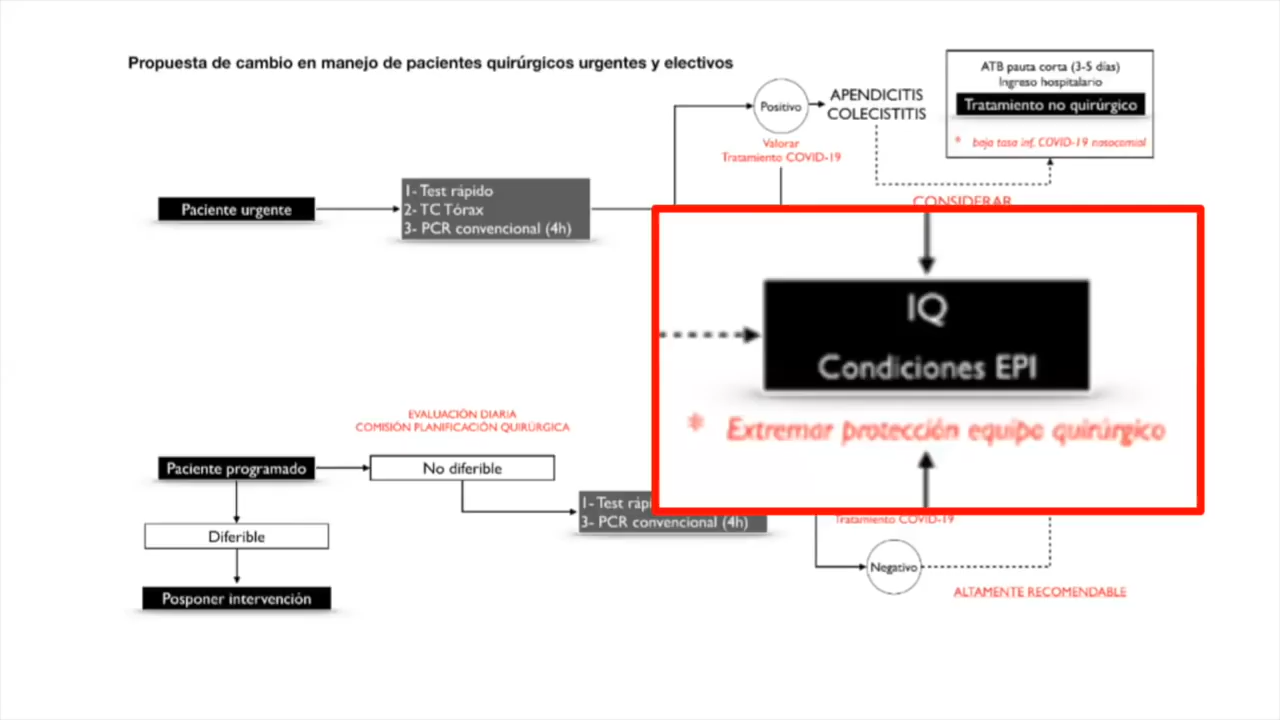 Propuesta de cambio en manejo de pacientes quirúrgicos urgentes y electivos
ATB pauta corta (3-5 días)
Ingreso hospitalario
Tratamiento no quirúrgico
* baja tasa inf. COVID-19 nosocomial
Positivo
APENDICITIS
COLECISTITIS
Valorar
Tratamiento COVID-19
Paciente urgente
1- Test rápido
2- TC Tórax
3- PCR convencional (4h)
CONSIDERAR
IQ
Condiciones EPI
* Extremar protección equipo quirúrgico
EVALUACIÓN DIARIA
COMISIÓN PLANIFICACIÓN QUIRÚRGICA
Paciente programado
No diferible
1- Test rápi
3- PCR convencional (4h)
Tratamiento COVID-19
Diferible
Negativo
Posponer intervención
ALTAMENTE RECOMENDABLE